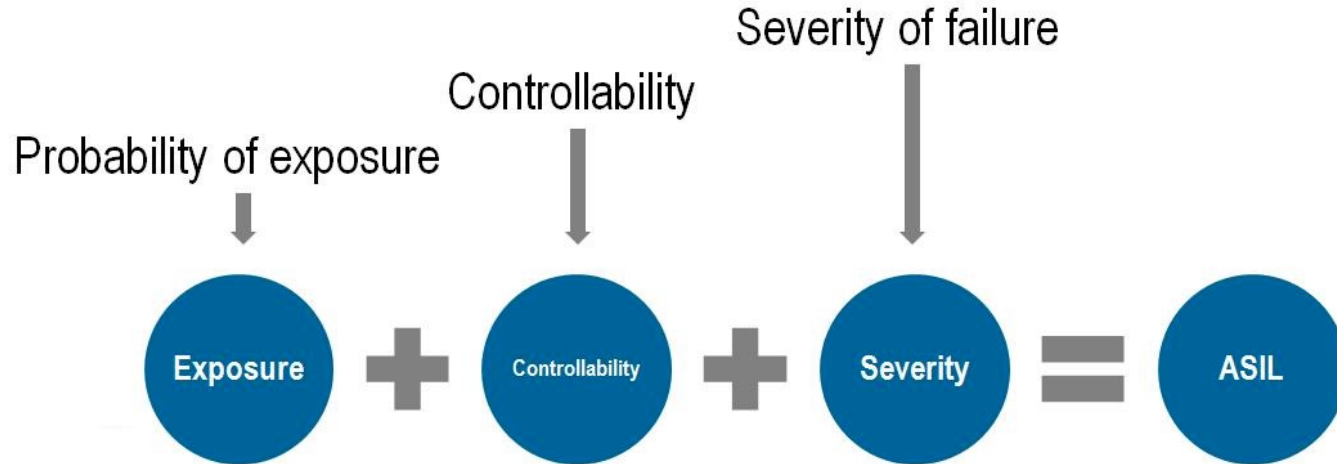 Severity of failure
Controllability
Probability of exposure
Exposure
Controllability
Severity
ASIL